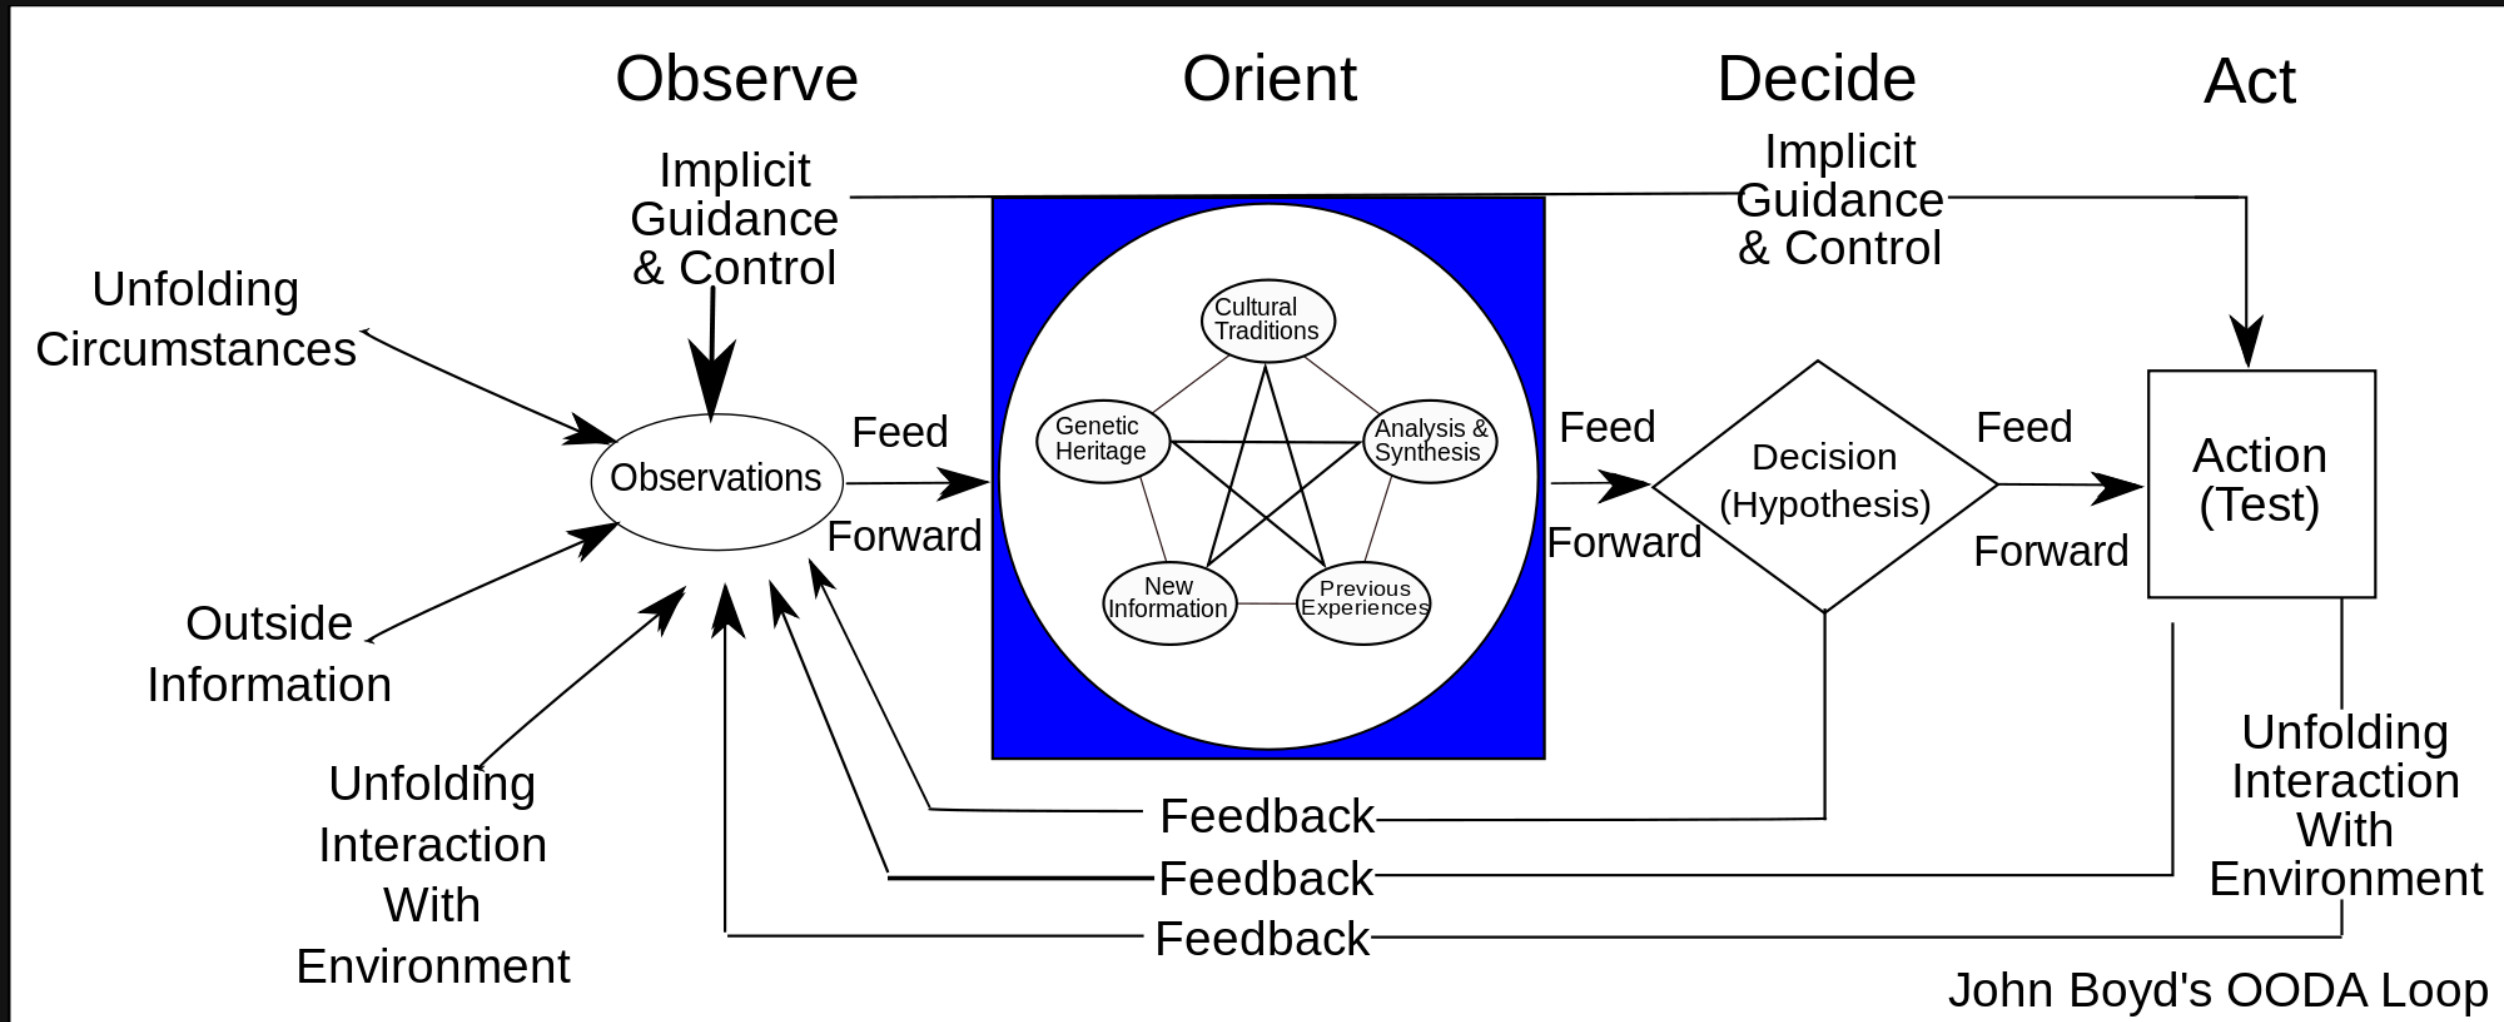 Observe
Orient
Decide
Act
Implicit
Guidance
& Control
Implicit
Guidance
& Control
Unfolding
Circumstances
Cultural
Traditions
Genetic
Heritage
Analysis &
Synthesis
New
Information
Previous
Experiences
Observations
Feed
Forward
Feed
Forward
Decision
(Hypothesis)
Feed
Forward
Action
(Test)
Outside
Information
Unfolding
Interaction
With
Environment
Unfolding
Interaction
With
Environment
Feedback
Feedback
Feedback
John Boyd's OODA Loop